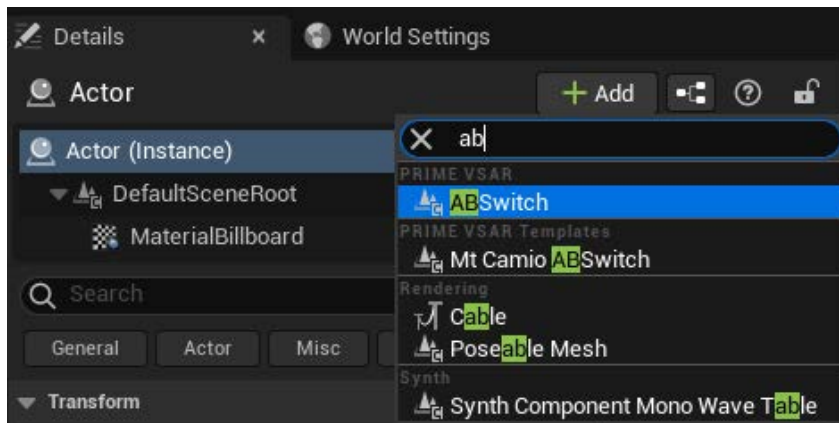 Details
World Settings
Actor
Add
Actor (Instance)
DefaultSceneRoot
MaterialBillboard
Search
General
Actor
Misc
Transform
ab
PRIME VSAR
ABSwitch
PRIME VSAR Templates
Mt Camio ABSwitch
Rendering
Cable
Poseable Mesh
Synth
Synth Component Mono Wave Table